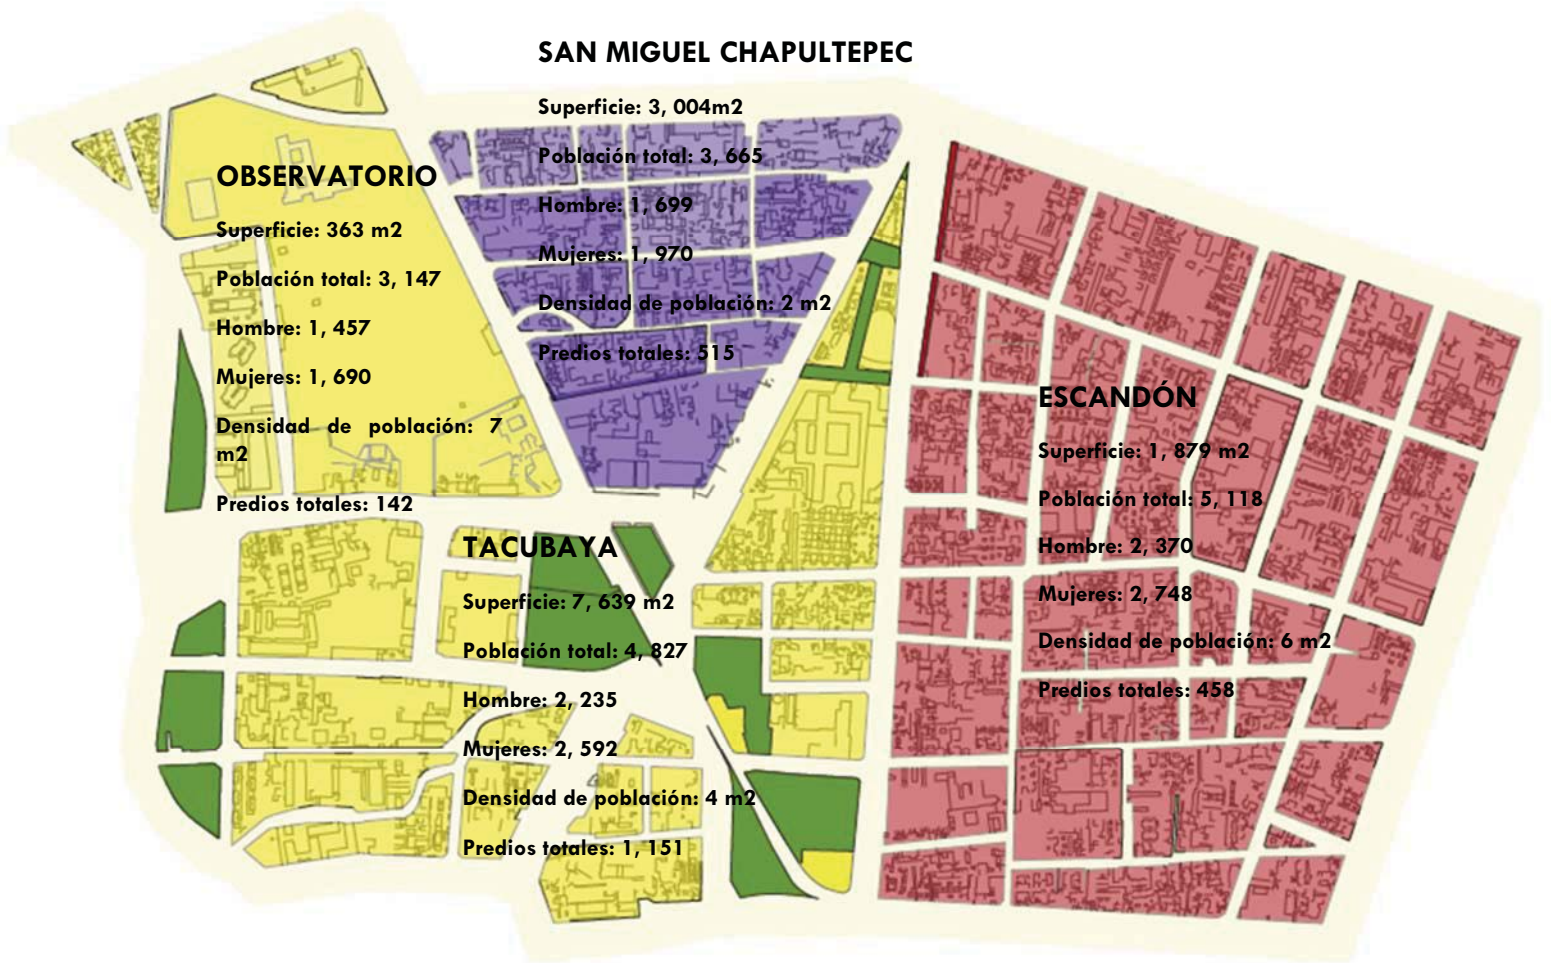 SAN MIGUEL CHAPULTEPEC
Superficie: 3, 004m2
Población total: 3, 665
Hombre: 1, 699
Mujeres: 1, 970
Densidad de población: 2 m2
Predios totales: 515
OBSERVATORIO
Superficie: 363 m2
Población total: 3, 147
Hombre: 1, 457
Mujeres: 1, 690
Densidad de población: 7
m2
Predios totales: 142
ESCANDÓN
Superficie: 1, 879 m2
Población total: 5, 118
Hombre: 2, 370
Mujeres: 2, 748
Densidad de población: 6 m2
Predios totales: 458
TACUBAYA
Superficie: 7, 639 m2
Población total: 4, 827
Hombre: 2, 235
Mujeres: 2, 592
Densidad de población: 4 m2
Predios totales: 1, 151